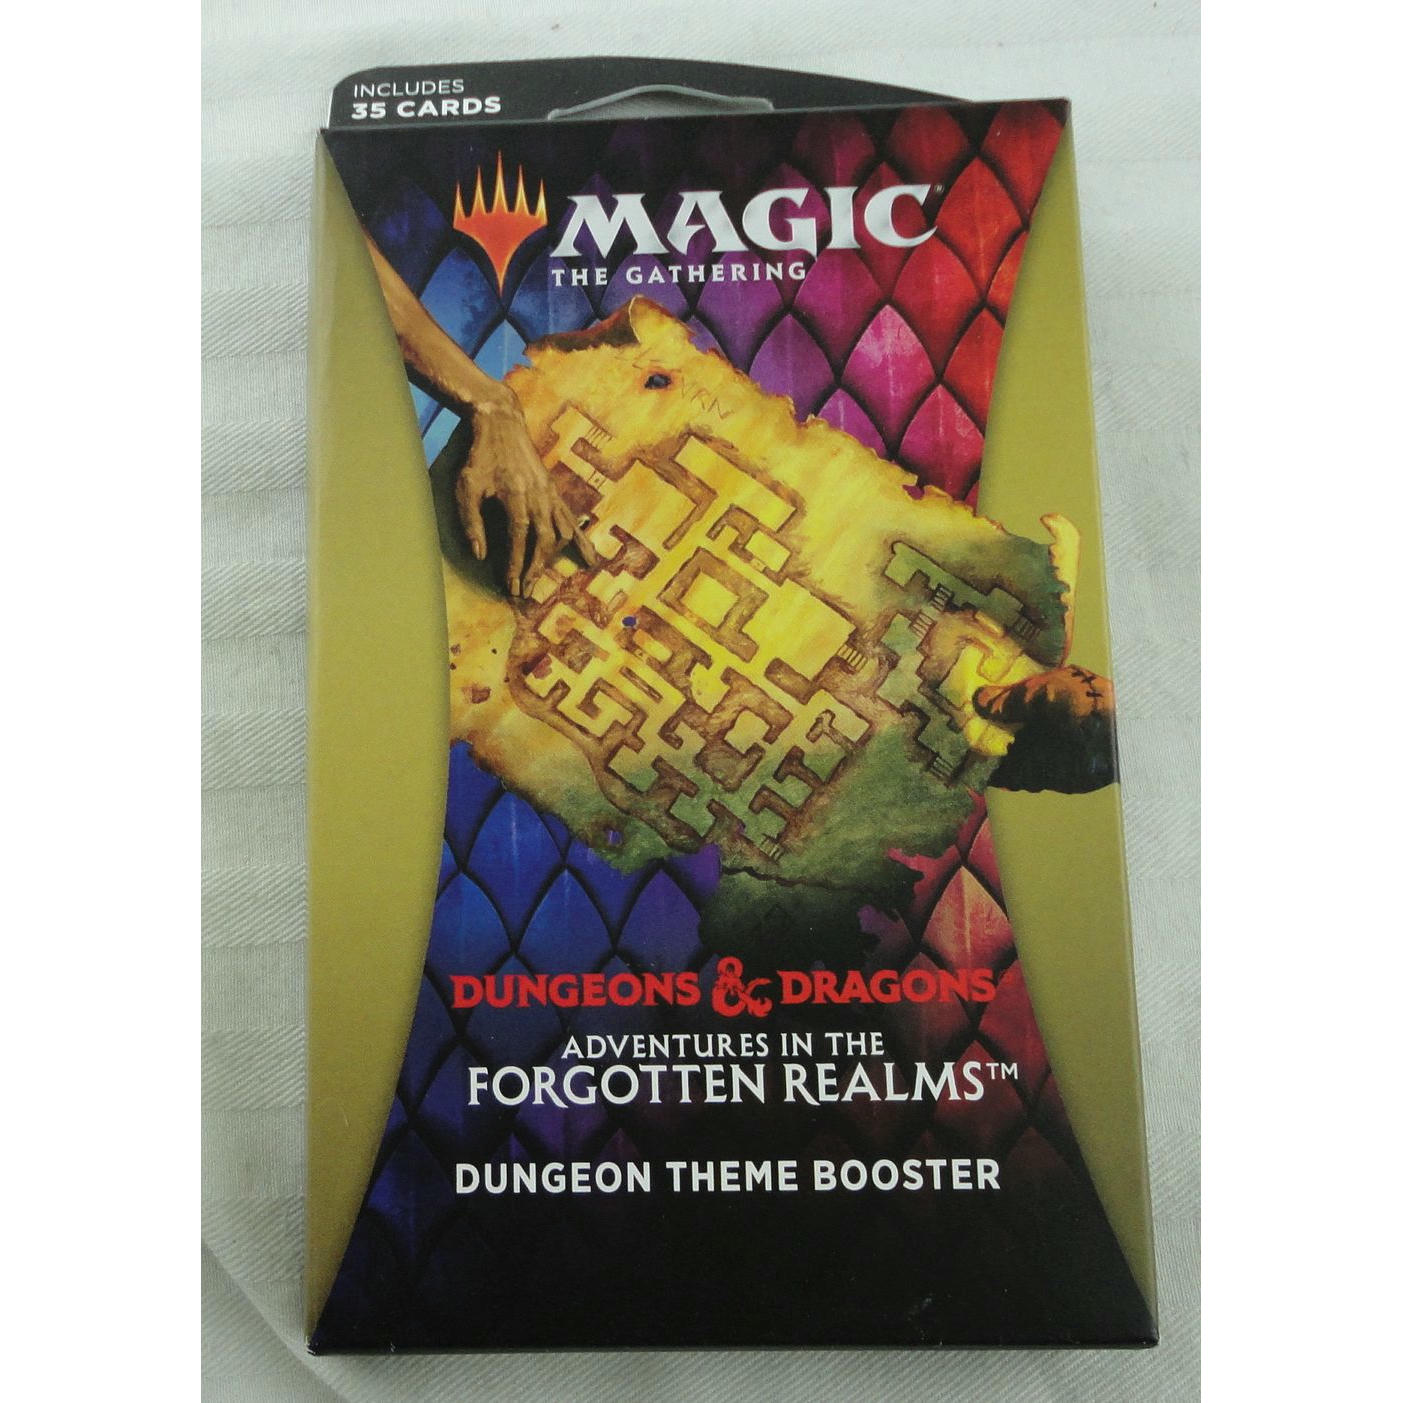 INCLUDES
35 CARDS
MAGIC®
THE GATHERING
DUNGEONS & DRAGONS
ADVENTURES IN THE
FORGOTTEN REALMS™
DUNGEON THEME BOOSTER